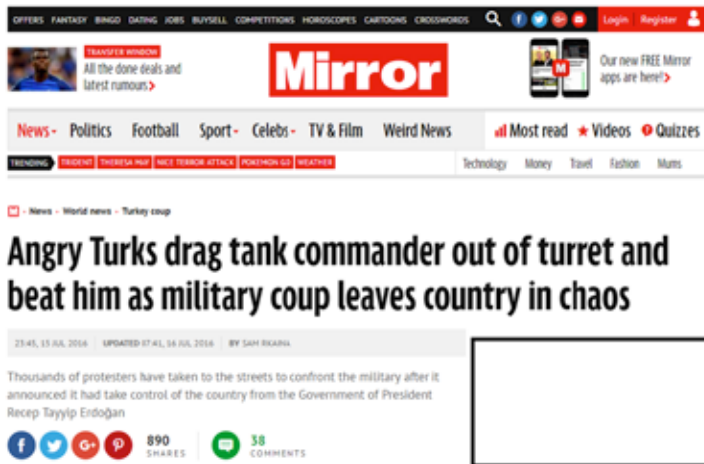 OFFERS FANTASY BINGO DATING JOBS BUYSELL COMPETITIONS HOROSCOPES CARTOONS CROSSWORDS Login Register
TRANSFER WINDOW
All the done deals and
latest rumours>
Mirror
M
Our new FREE Mirror
apps are here!>
News Politics Football Sport Celebs TV & Film Weird News Most read Videos Quizzes
TRENDING TRIDENT THERESA MAY NICE TERROR ATTACK POKEMON GO WEATHER Technology Money Travel Fashion Mums
News - World news - Turkey coup
Angry Turks drag tank commander out of turret and
beat him as military coup leaves country in chaos
23:45, 15 JUL 2016 UPDATED 07:41, 16 JUL 2016 BY SAM RKAINA
Thousands of protesters have taken to the streets to confront the military after it
announced it had take control of the country from the Government of President
Recep Tayyip Erdoğan
890
SHARES
38
COMMENTS